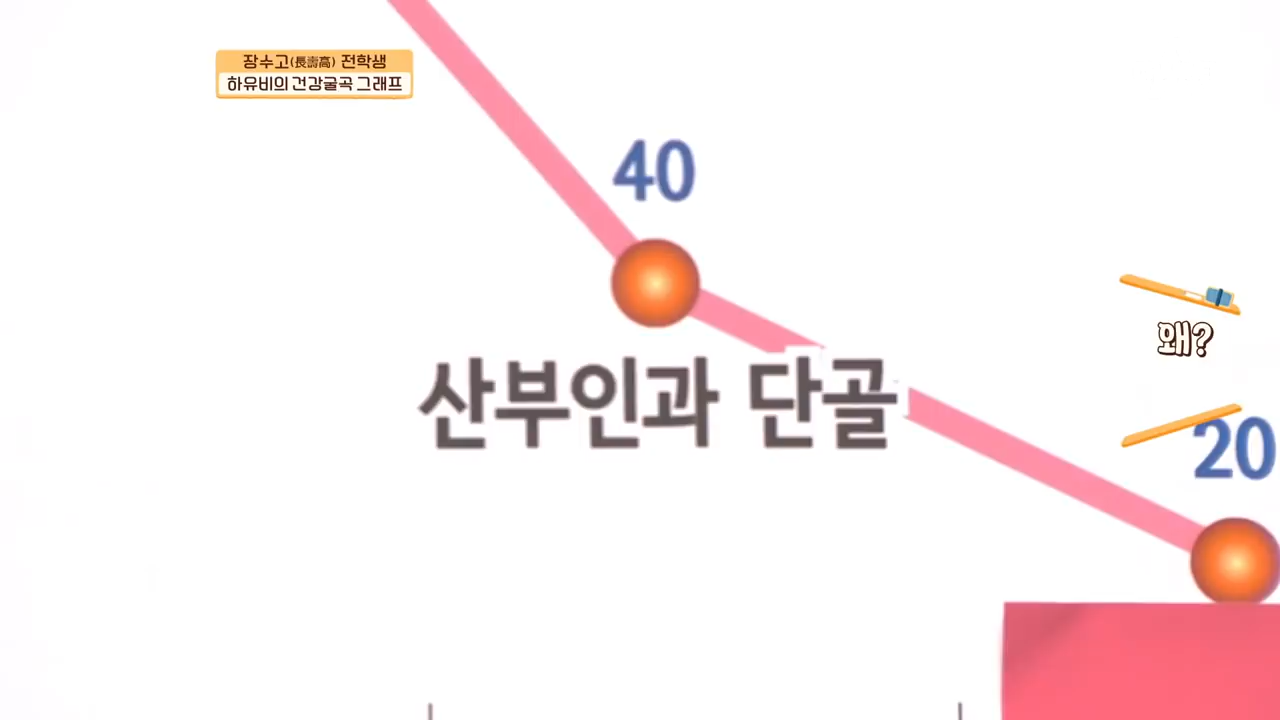 장수고(長壽高) 전학생
하유비의 건강굴곡 그래프
40
산부인과 단골
왜?
20